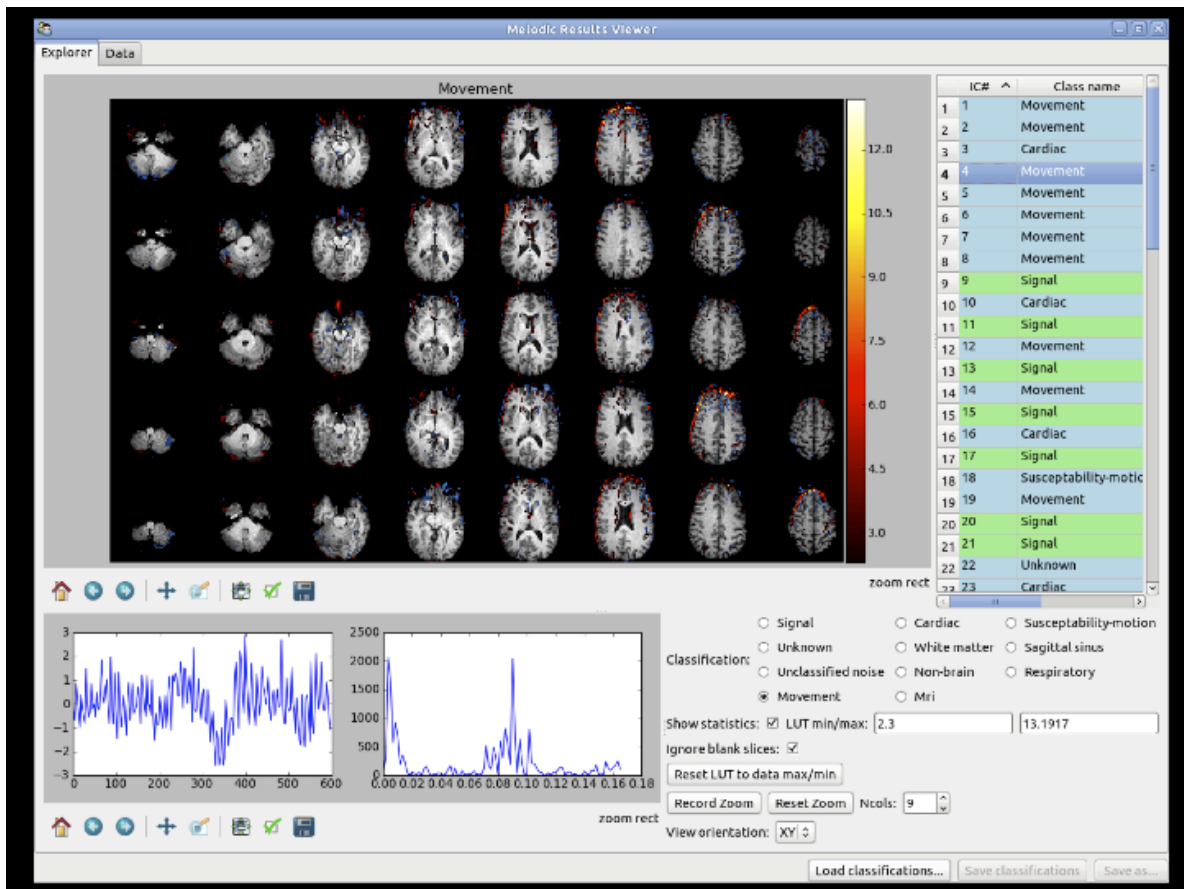 Melodic Results Viewer
Explorer Data
Movement
12.0
10.5
9.0
7.5
6.0
4.5
3.0
zoom rect
IC# Class name
1 1 Movement
2 2 Movement
3 3 Cardiac
4 4 Movement
5 5 Movement
6 6 Movement
7 7 Movement
8 8 Movement
9 9 Signal
10 10 Cardiac
11 11 Signal
12 12 Movement
13 13 Signal
14 14 Movement
15 15 Signal
16 16 Cardiac
17 17 Signal
18 18 Susceptability-motic
19 19 Movement
20 20 Signal
21 21 Signal
22 22 Unknown
23 23 Cardiac
3
2
1
0
−1
−2
−3
0 100 200 300 400 500 600
2500
2000
1500
1000
500
0
0.00 0.02 0.04 0.06 0.08 0.10 0.12 0.14 0.16 0.18
zoom rect
Classification:
Signal Cardiac Susceptability-motion
Unknown White matter Sagittal sinus
Unclassified noise Non-brain Respiratory
Movement Mri
Show statistics: LUT min/max: 2.3 13.1917
Ignore blank slices:
Reset LUT to data max/min
Record Zoom Reset Zoom Ncols: 9
View orientation: XY
Load classifications... Save classifications Save as...